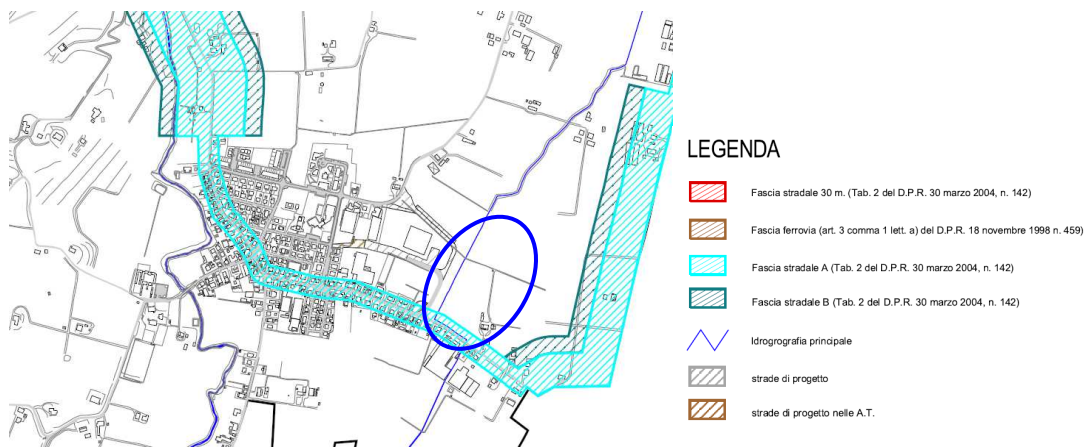 LEGENDA
Fascia stradale 30 m. (Tab. 2 del D.P.R. 30 marzo 2004, n. 142)
Fascia ferrovia (art. 3 comma 1 lett. a) del D.P.R. 18 novembre 1998 n. 459)
Fascia stradale A (Tab. 2 del D.P.R. 30 marzo 2004, n. 142)
Fascia stradale B (Tab. 2 del D.P.R. 30 marzo 2004, n. 142)
Idrogrografia principale
strade di progetto
strade di progetto nelle A.T.